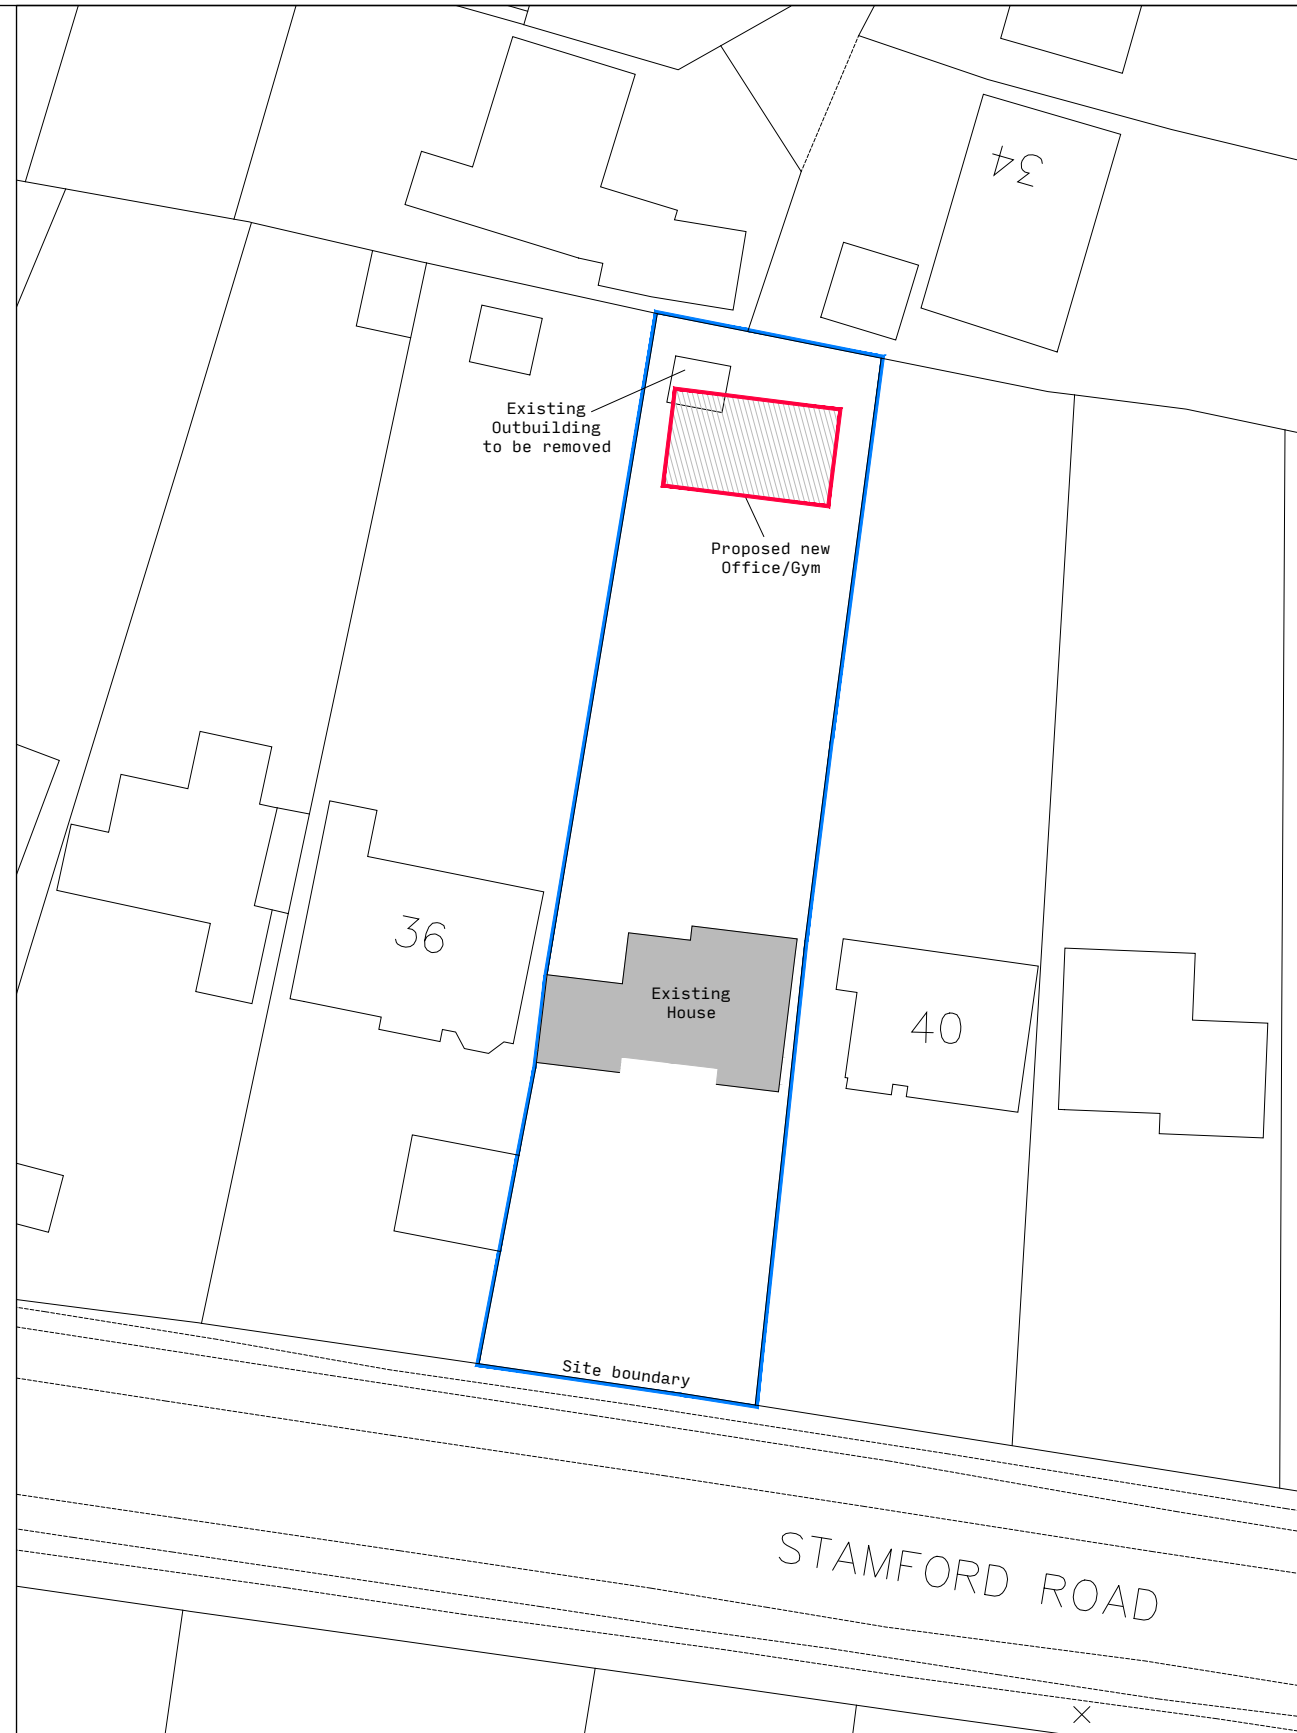 34
Existing
Outbuilding
to be removed
Proposed new
Office/Gym
36
Existing
House
40
Site boundary
STAMFORD ROAD